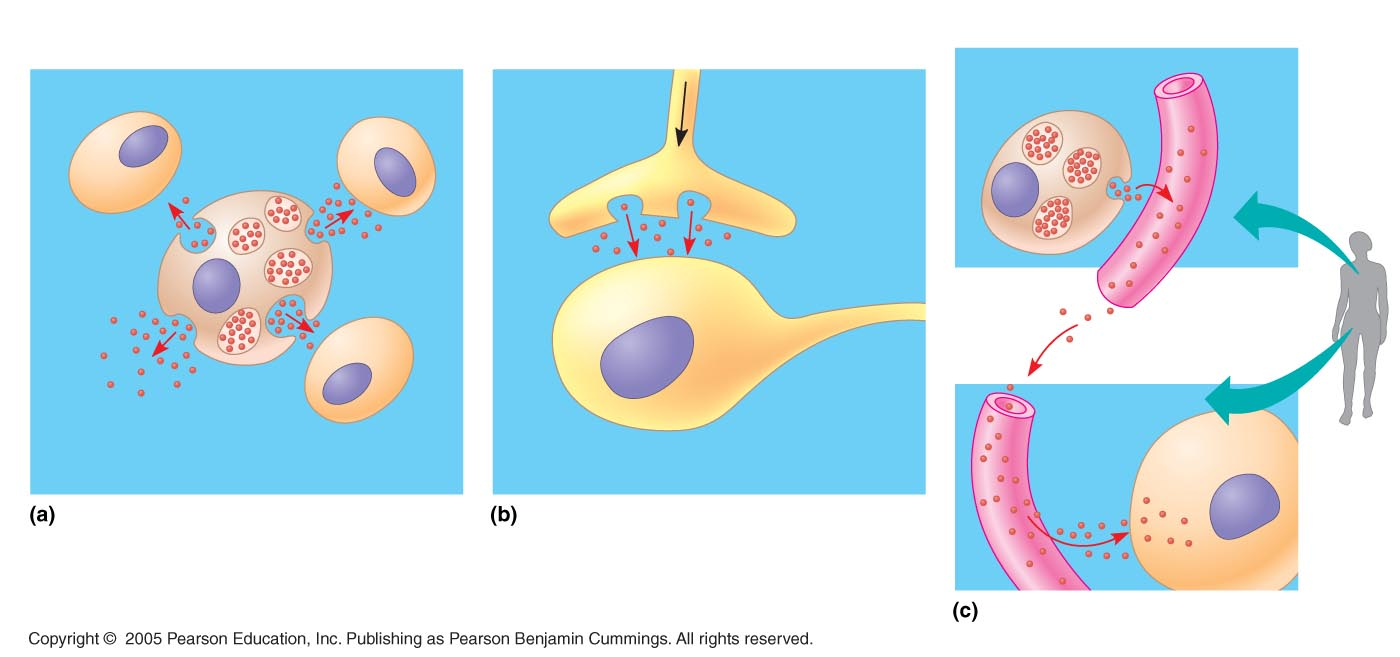 (a)
(b)
(c)
Copyright © 2005 Pearson Education, Inc. Publishing as Pearson Benjamin Cummings. All rights reserved.